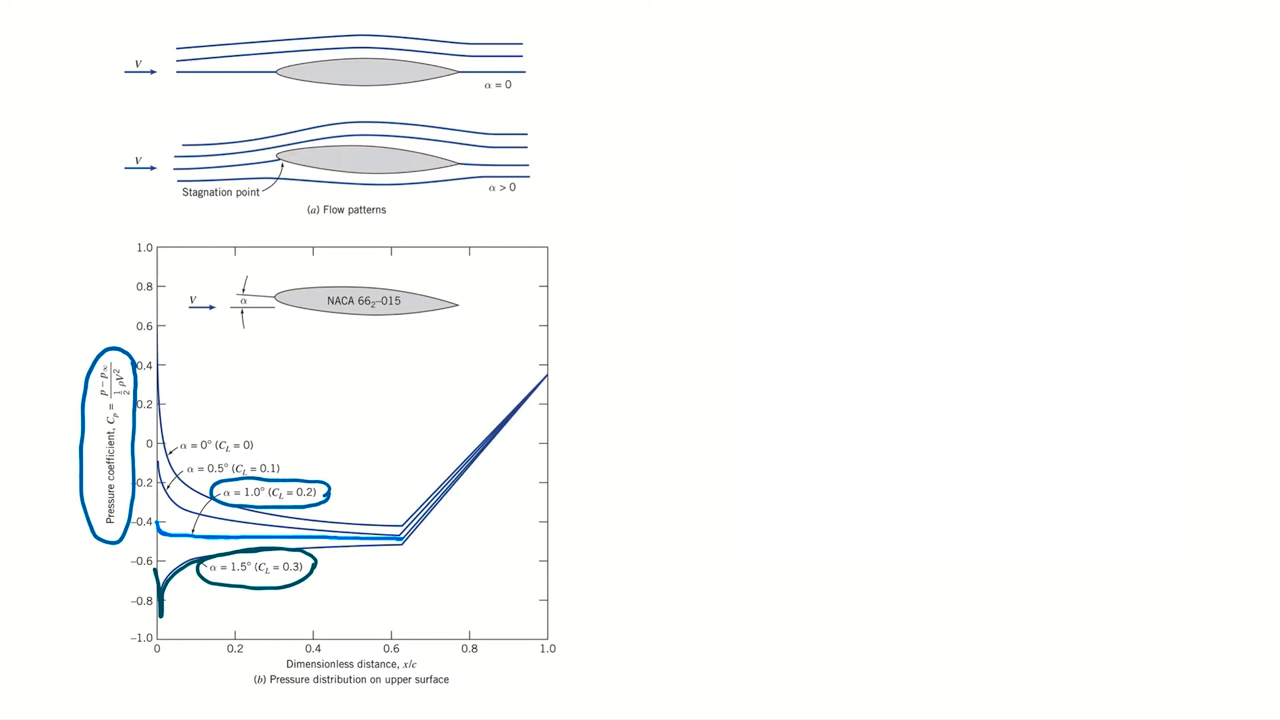 V
α = 0
V
Stagnation point
α > 0
(a) Flow patterns
1.0
0.8
0.6
0.4
0.2
0
-0.2
-0.4
-0.6
-0.8
-1.0
Pressure coefficient, Cₚ = (p − p∞) / (½ ρV²)
V
α
NACA 66₂–015
α = 0° (C_L = 0)
α = 0.5° (C_L = 0.1)
α = 1.0° (C_L = 0.2)
α = 1.5° (C_L = 0.3)
0 0.2 0.4 0.6 0.8 1.0
Dimensionless distance, x/c
(b) Pressure distribution on upper surface